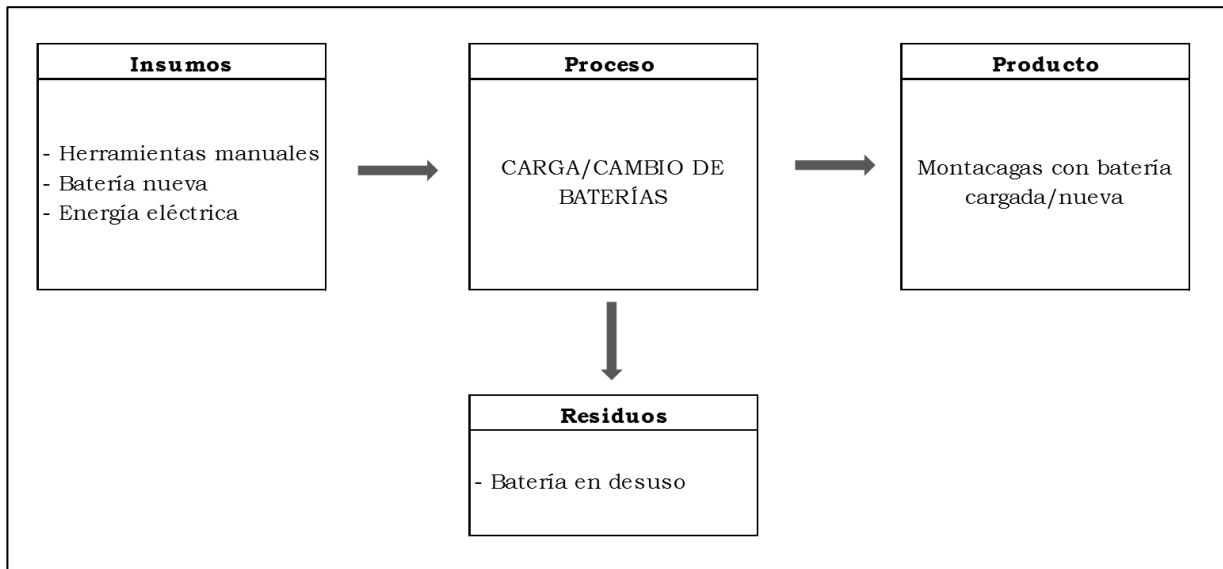 Insumos
- Herramientas manuales
- Batería nueva
- Energía eléctrica
Proceso
CARGA/CAMBIO DE
BATERÍAS
Producto
Montacagas con batería
cargada/nueva
Residuos
- Batería en desuso